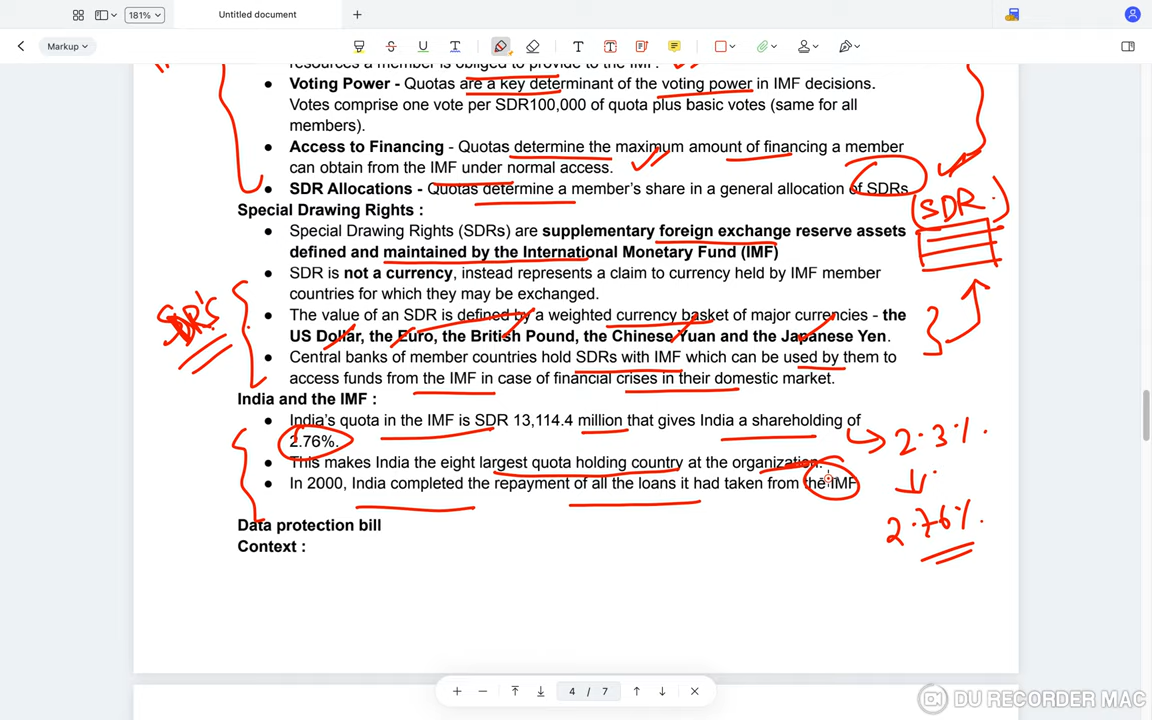 181%
Untitled document
Markup
resources a member is obliged to provide to the IMF.
● Voting Power - Quotas are a key determinant of the voting power in IMF decisions.
Votes comprise one vote per SDR100,000 of quota plus basic votes (same for all
members).
● Access to Financing - Quotas determine the maximum amount of financing a member
can obtain from the IMF under normal access.
● SDR Allocations - Quotas determine a member's share in a general allocation of SDRs.
(SDR.)
Special Drawing Rights :
● Special Drawing Rights (SDRs) are supplementary foreign exchange reserve assets
defined and maintained by the International Monetary Fund (IMF)
● SDR is not a currency, instead represents a claim to currency held by IMF member
countries for which they may be exchanged.
SDR's
● The value of an SDR is defined by a weighted currency basket of major currencies - the
US Dollar, the Euro, the British Pound, the Chinese Yuan and the Japanese Yen.
● Central banks of member countries hold SDRs with IMF which can be used by them to
access funds from the IMF in case of financial crises in their domestic market.
India and the IMF :
● India's quota in the IMF is SDR 13,114.4 million that gives India a shareholding of
2.76%.
2.3%.
● This makes India the eight largest quota holding country at the organization.
● In 2000, India completed the repayment of all the loans it had taken from the IMF
2.76%.
Data protection bill
Context :
4 / 7
DU RECORDER MAC